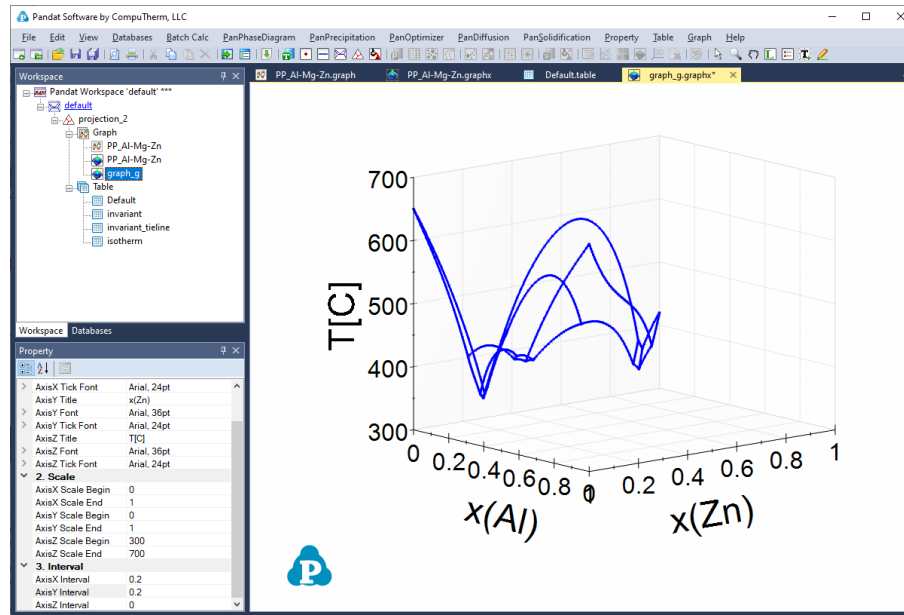 Pandat Software by CompuTherm, LLC
File Edit View Databases Batch Calc PanPhaseDiagram PanPrecipitation PanOptimizer PanDiffusion PanSolidification Property Table Graph Help
Workspace
PP_Al-Mg-Zn.graph PP_Al-Mg-Zn.graphx Default.table graph_g.graphx*
Pandat Workspace 'default' ***
default
projection_2
Graph
PP_Al-Mg-Zn
PP_Al-Mg-Zn
graph_g
Table
Default
invariant
invariant_tieline
isotherm
Workspace Databases
Property
AxisX Tick Font Arial, 24pt
AxisY Title x(Zn)
AxisY Font Arial, 36pt
AxisY Tick Font Arial, 24pt
AxisZ Title T[C]
AxisZ Font Arial, 36pt
AxisZ Tick Font Arial, 24pt
2. Scale
AxisX Scale Begin 0
AxisX Scale End 1
AxisY Scale Begin 0
AxisY Scale End 1
AxisZ Scale Begin 300
AxisZ Scale End 700
3. Interval
AxisX Interval 0.2
AxisY Interval 0.2
AxisZ Interval 0
700
600
500
400
300
T[C]
0 0.2 0.4 0.6 0.8 1
x(Al)
0 0.2 0.4 0.6 0.8 1
x(Zn)
P